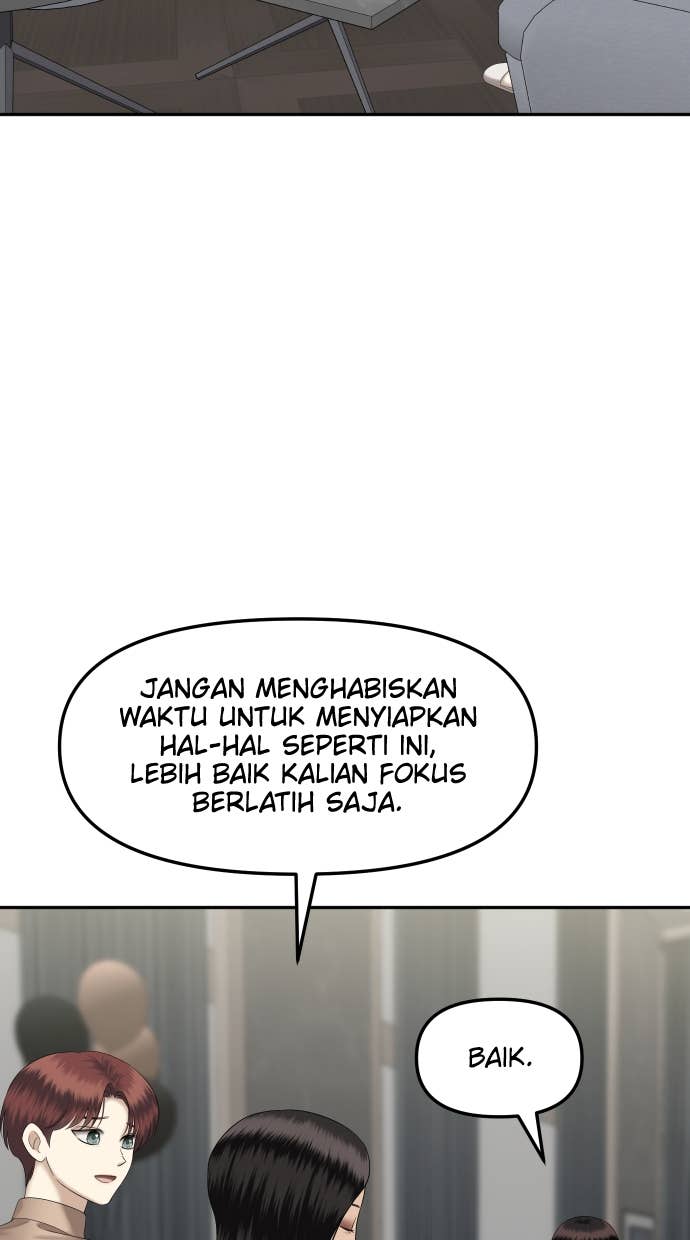 JANGAN MENGHABISKAN
WAKTU UNTUK MENYIAPKAN
HAL-HAL SEPERTI INI,
LEBIH BAIK KALIAN FOKUS
BERLATIH SAJA.
BAIK.